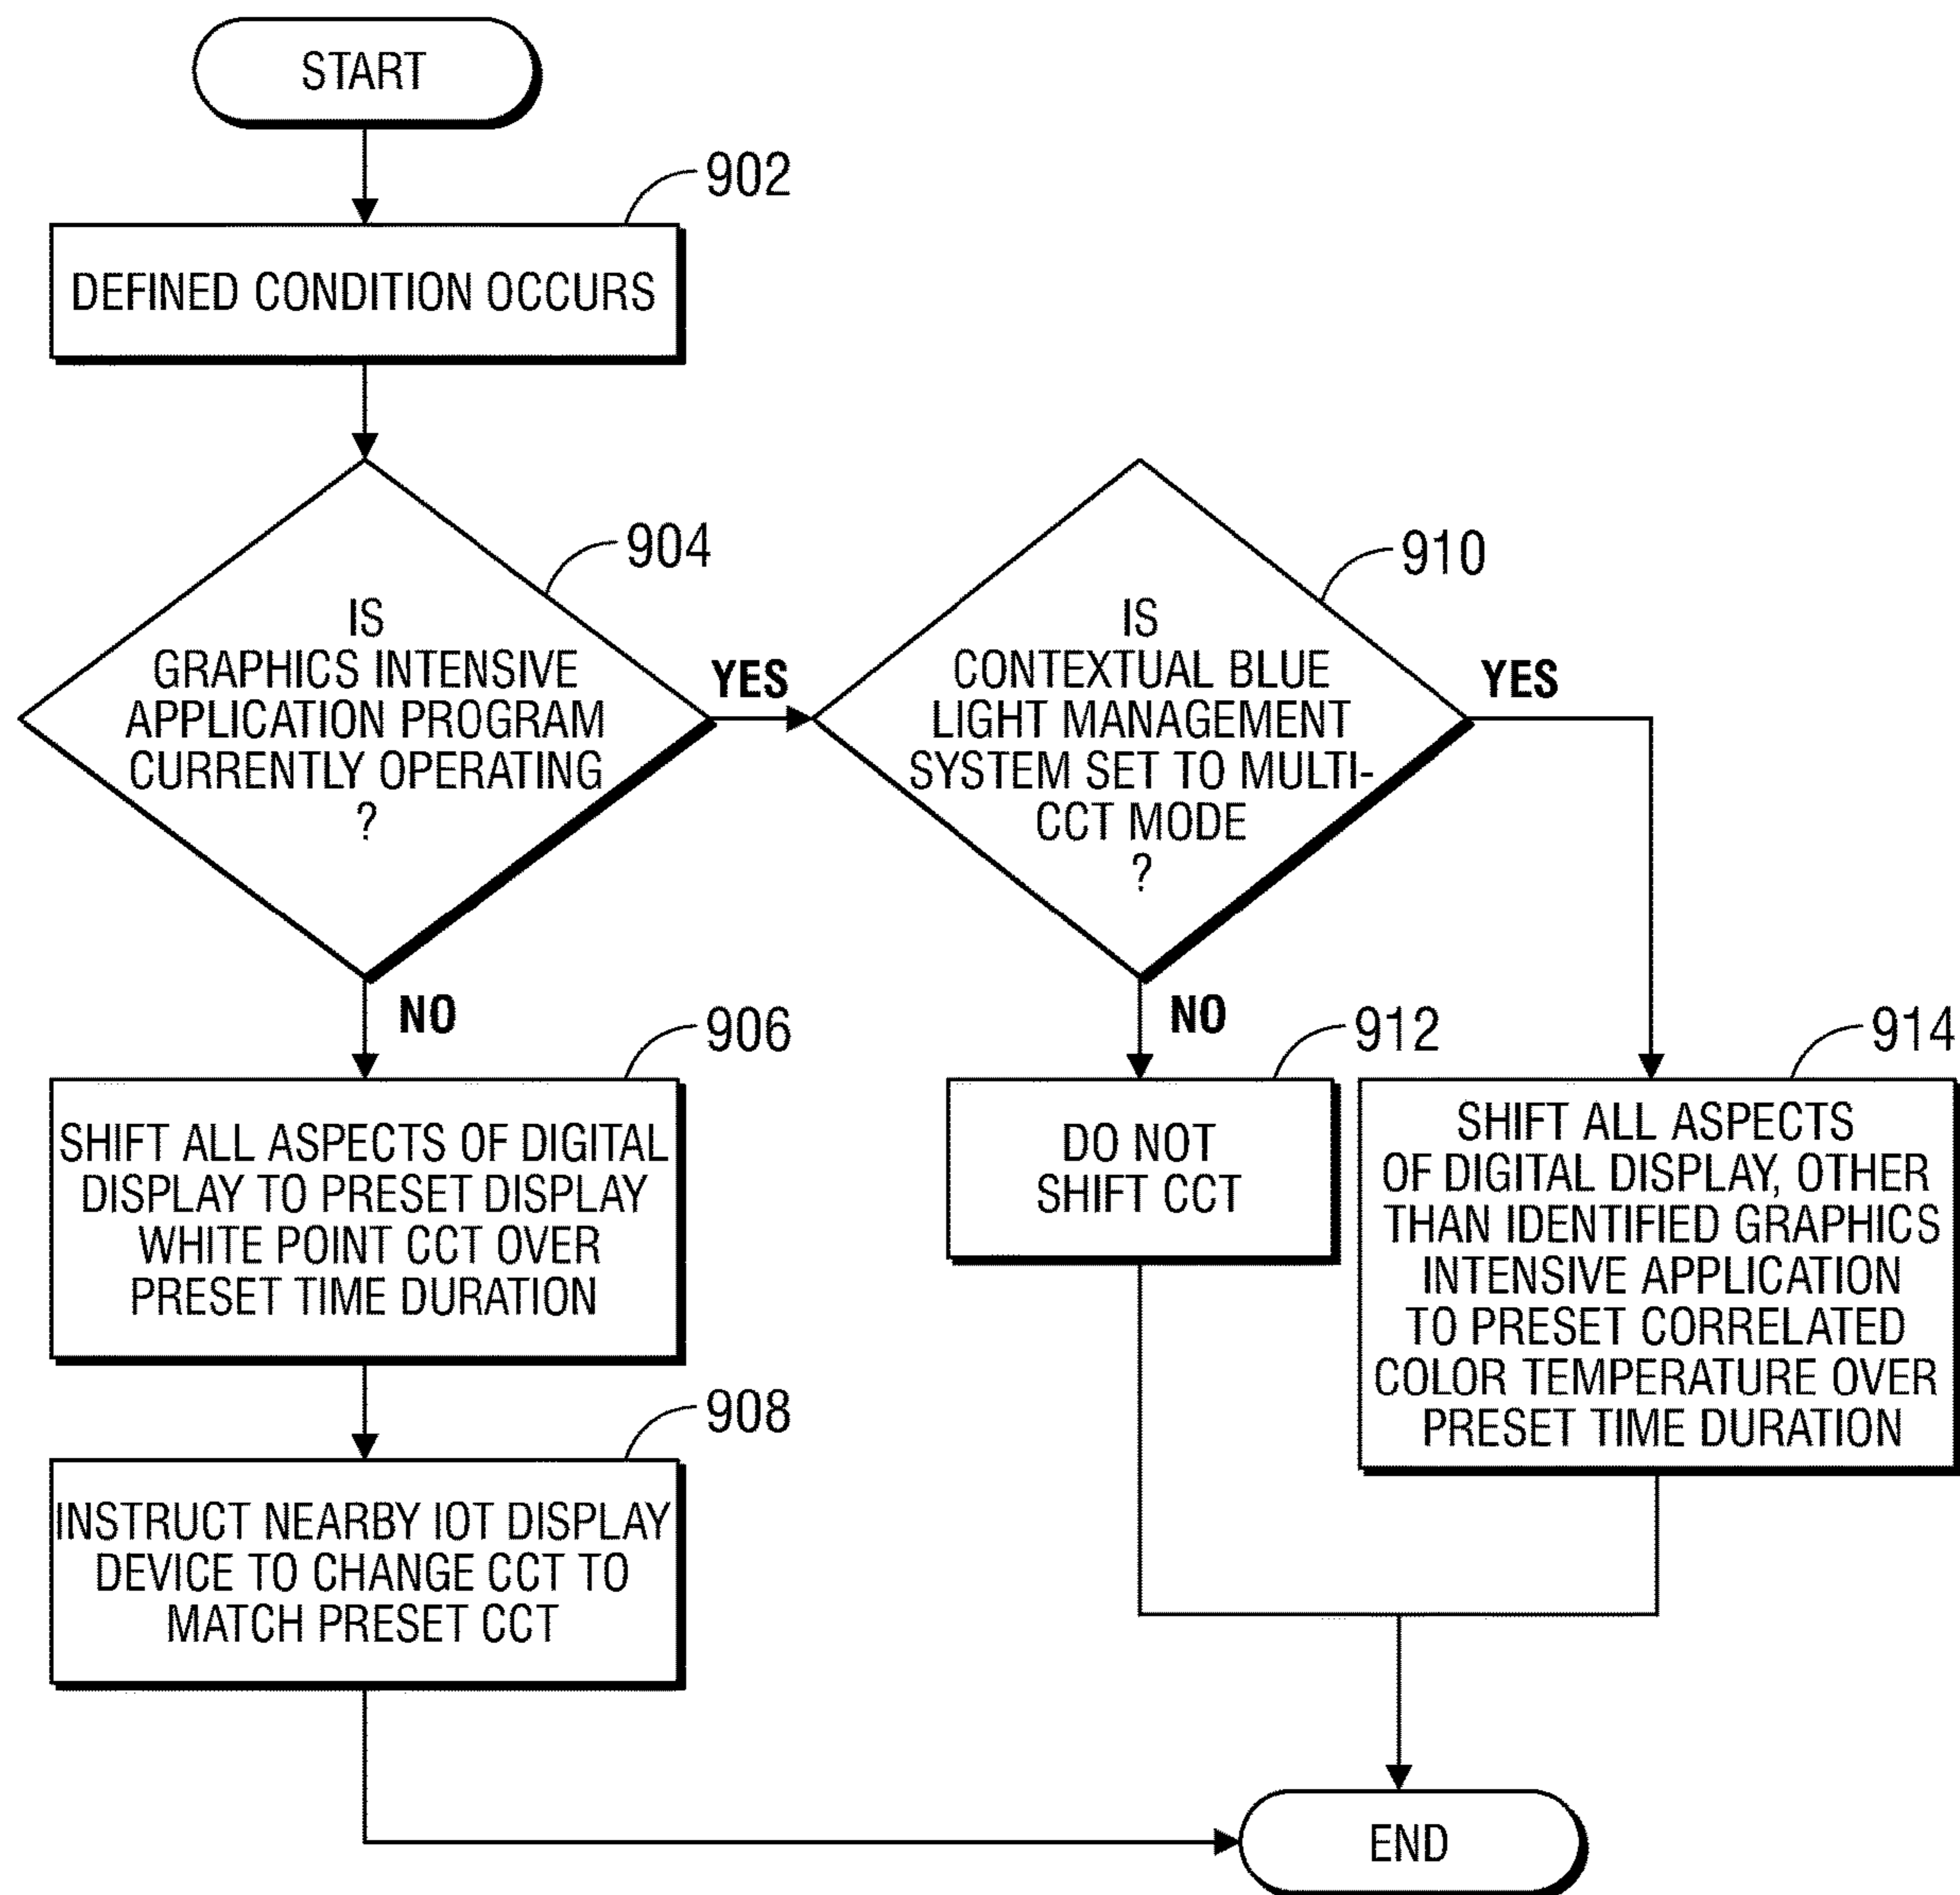 START
902
DEFINED CONDITION OCCURS
904
IS
GRAPHICS INTENSIVE
APPLICATION PROGRAM
CURRENTLY OPERATING
?
YES
NO
910
IS
CONTEXTUAL BLUE
LIGHT MANAGEMENT
SYSTEM SET TO MULTI-
CCT MODE
?
YES
NO
906
SHIFT ALL ASPECTS OF DIGITAL
DISPLAY TO PRESET DISPLAY
WHITE POINT CCT OVER
PRESET TIME DURATION
912
DO NOT
SHIFT CCT
914
SHIFT ALL ASPECTS
OF DIGITAL DISPLAY, OTHER
THAN IDENTIFIED GRAPHICS
INTENSIVE APPLICATION
TO PRESET CORRELATED
COLOR TEMPERATURE OVER
PRESET TIME DURATION
908
INSTRUCT NEARBY IOT DISPLAY
DEVICE TO CHANGE CCT TO
MATCH PRESET CCT
END